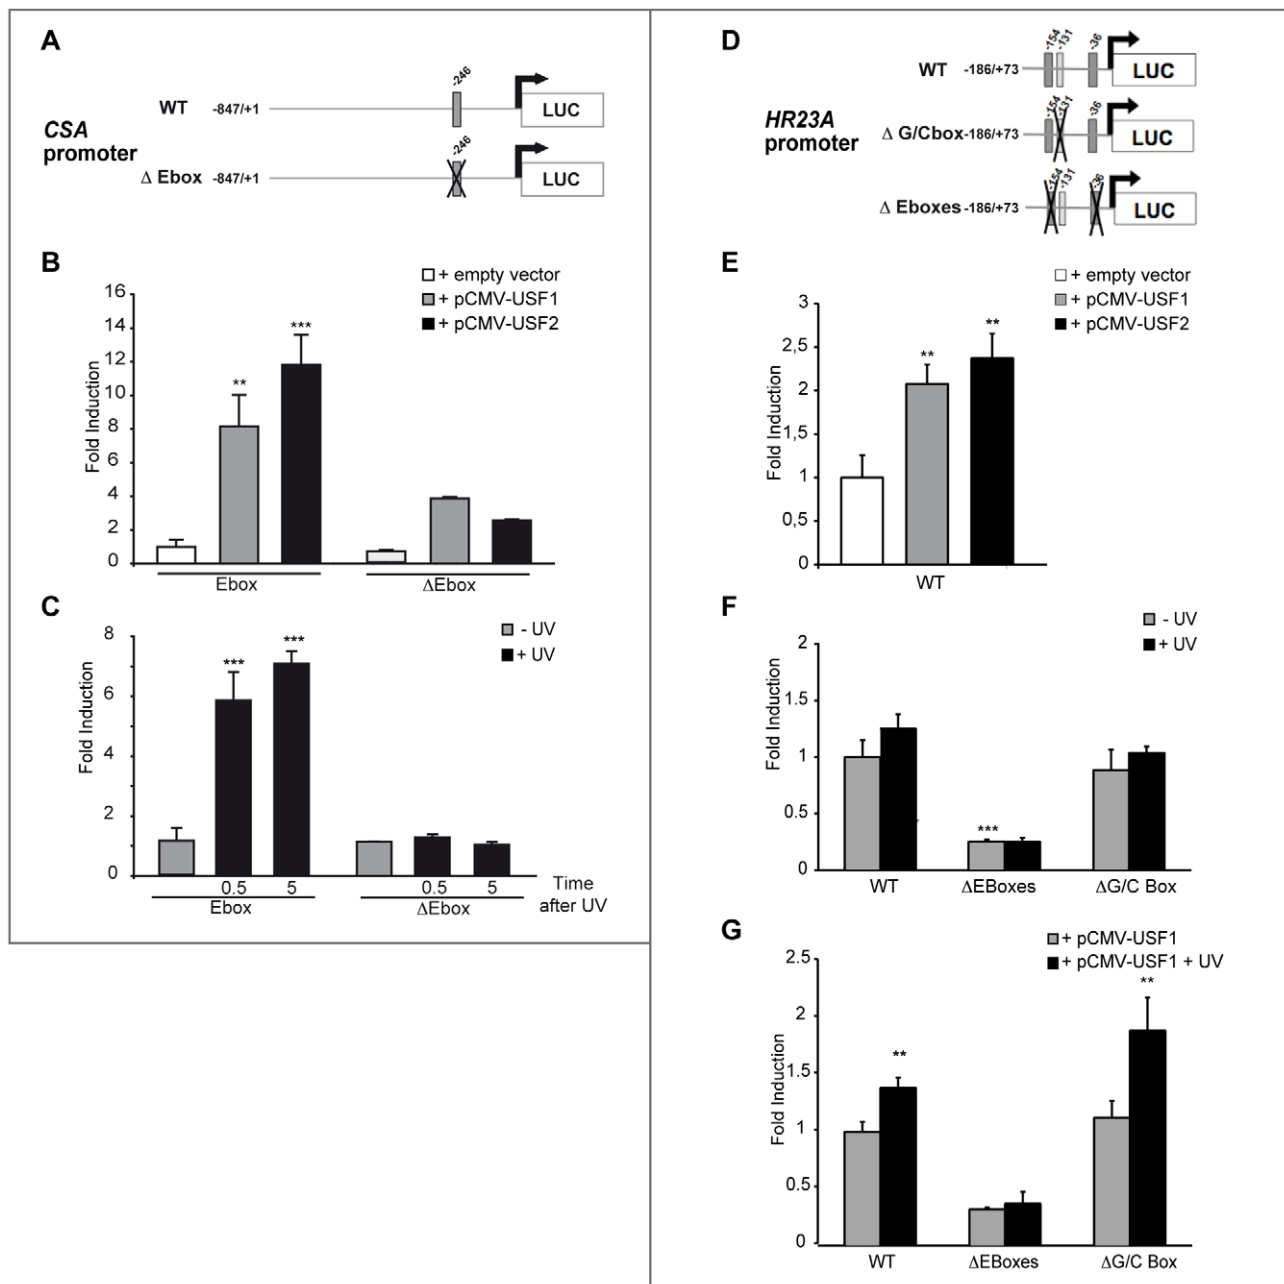 A
-246
WT -847/+1 LUC
CSA
promoter
-246
Δ Ebox -847/+1 LUC
B
+ empty vector
+ pCMV-USF1
+ pCMV-USF2
Fold Induction
16
14
12
10
8
6
4
2
0
** ***
Ebox ΔEbox
C
- UV
+ UV
Fold Induction
8
6
4
2
0
*** ***
0.5 5 0.5 5 Time
Ebox ΔEbox after UV
D
-154 -131 -36
WT -186/+73 LUC
HR23A
promoter
-154 -131 -36
Δ G/Cbox -186/+73 LUC
-154 -131 -36
Δ Eboxes -186/+73 LUC
E
+ empty vector
+ pCMV-USF1
+ pCMV-USF2
Fold Induction
3
2,5
2
1,5
1
0,5
0
** **
WT
F
- UV
+ UV
Fold Induction
2
1.5
1
0.5
0
***
WT ΔEBoxes ΔG/C Box
G
+ pCMV-USF1
+ pCMV-USF1 + UV
Fold Induction
2.5
2
1.5
1
0.5
0
** **
WT ΔEBoxes ΔG/C Box